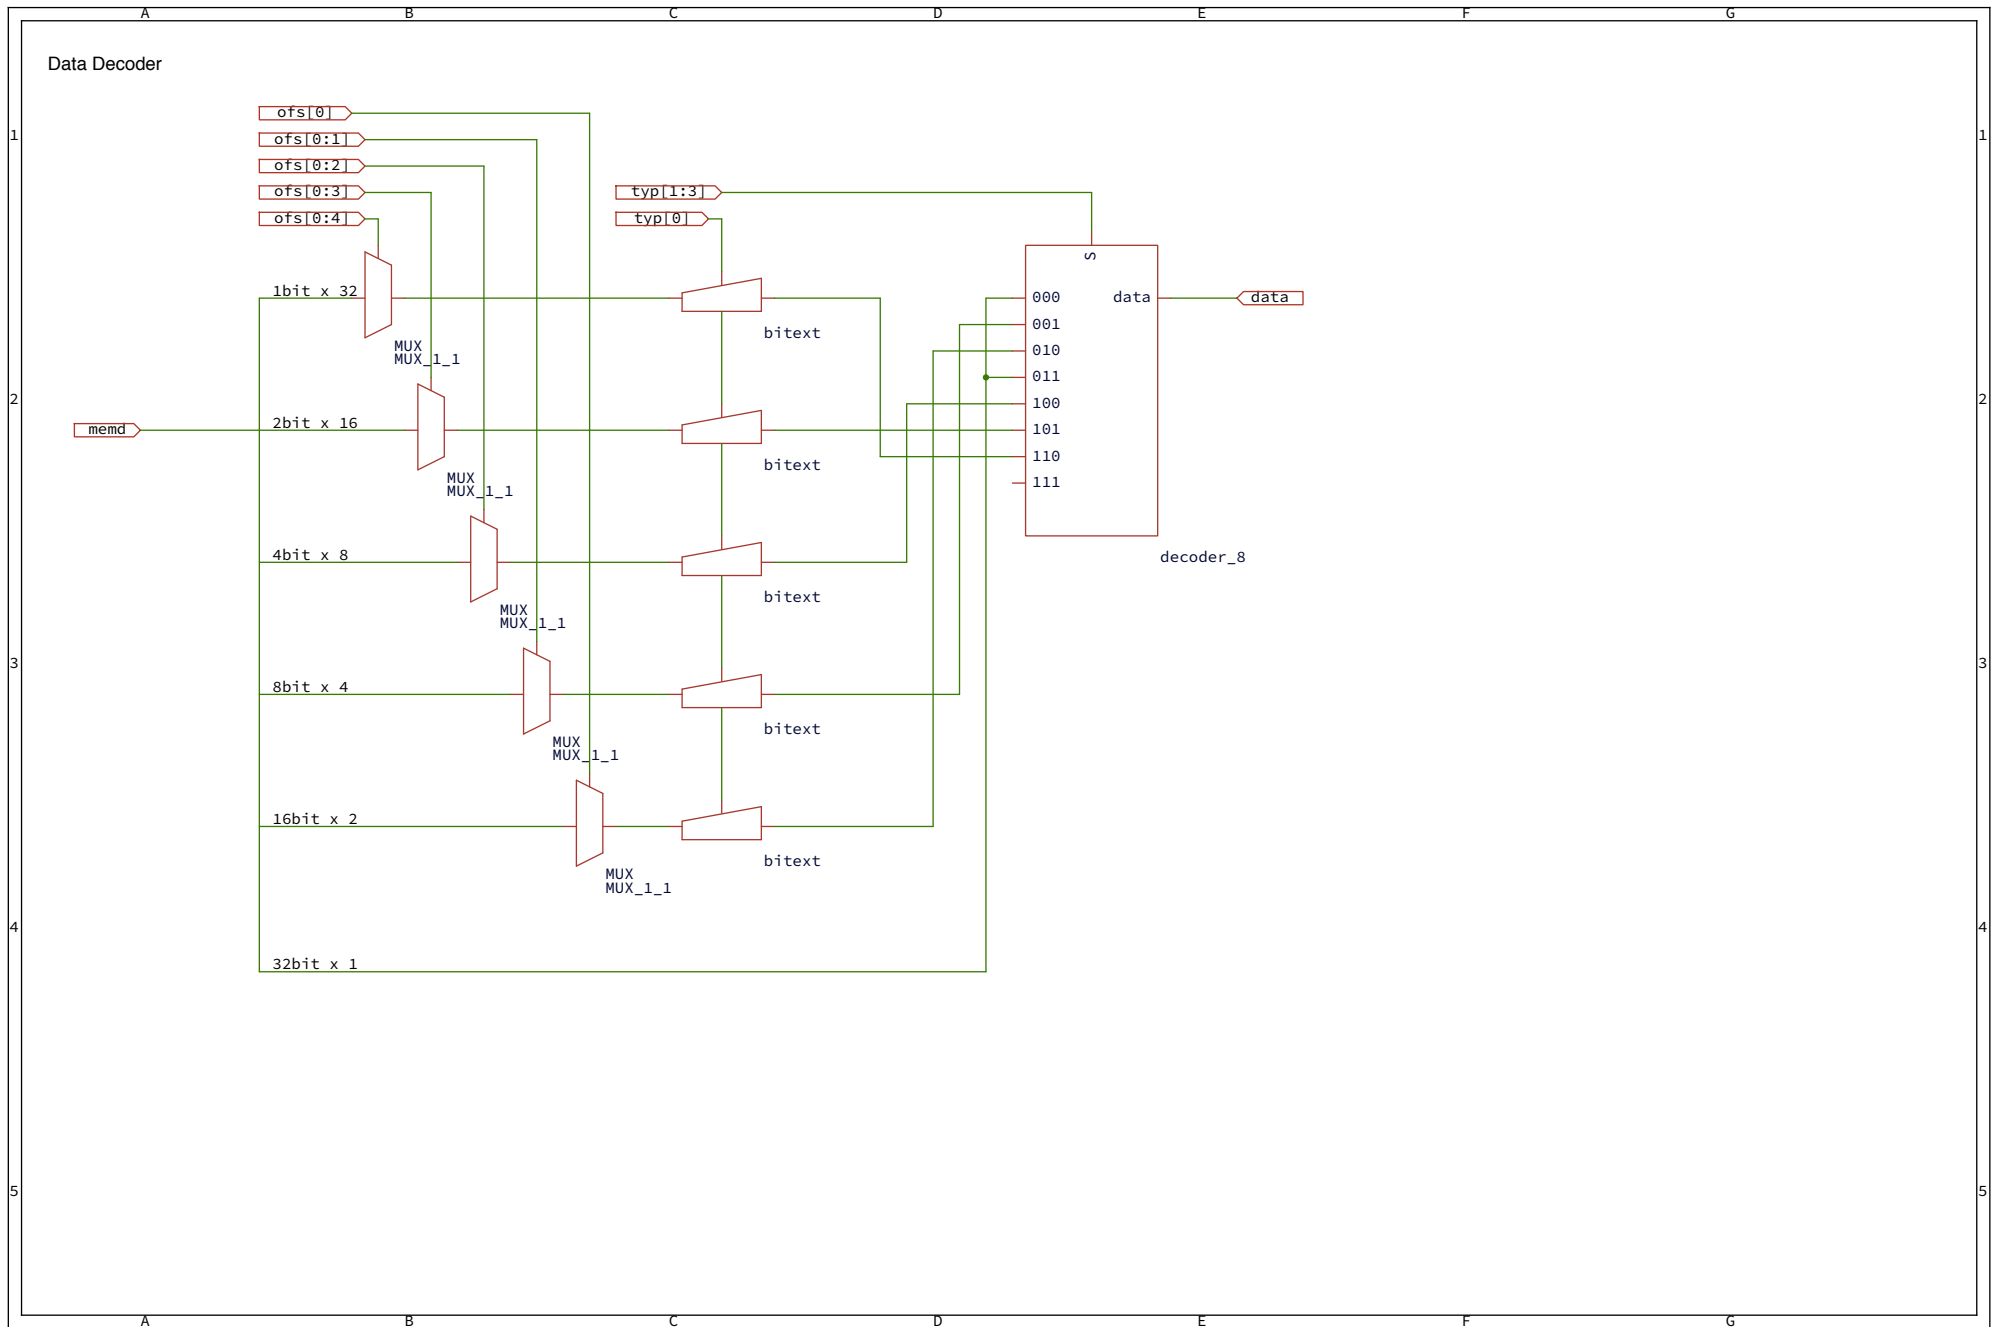 A B C D E F G
Data Decoder
ofs[0]
1 1
ofs[0:1]
ofs[0:2]
ofs[0:3] typ[1:3]
ofs[0:4] typ[0]
S
1bit x 32 000 data data
bitext 001
MUX
MUX_1_1 010
011
2 100 2
memd 2bit x 16 101
110
bitext
MUX 111
MUX_1_1
4bit x 8 decoder_8
bitext
MUX
MUX_1_1
3 3
8bit x 4
bitext
MUX
MUX_1_1
16bit x 2
bitext
MUX
MUX_1_1
4 4
32bit x 1
5 5
A B C D E F G